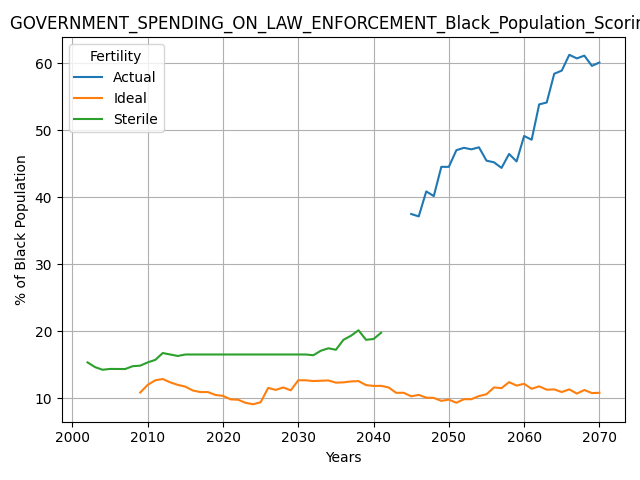 GOVERNMENT_SPENDING_ON_LAW_ENFORCEMENT_Black_Population_Scorin
Fertility
Actual
Ideal
Sterile
% of Black Population
60
50
40
30
20
10
2000 2010 2020 2030 2040 2050 2060 2070
Years